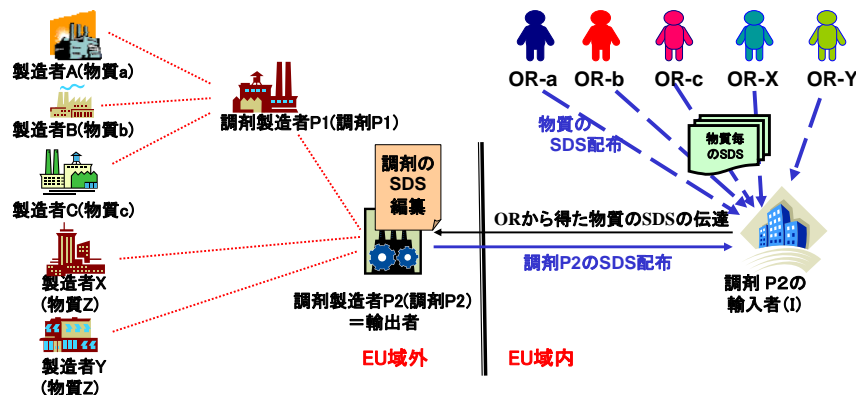 製造者A(物質a)
製造者B(物質b)
製造者C(物質c)
製造者X
(物質Z)
製造者Y
(物質Z)
調剤製造者P1(調剤P1)
調剤の
SDS
編集
調剤製造者P2(調剤P2)
＝輸出者
EU域外
EU域内
OR-a
OR-b
OR-c
OR-X
OR-Y
物質の
SDS配布
物質毎
のSDS
ORから得た物質のSDSの伝達
調剤P2のSDS配布
調剤 P2の
輸入者(I)